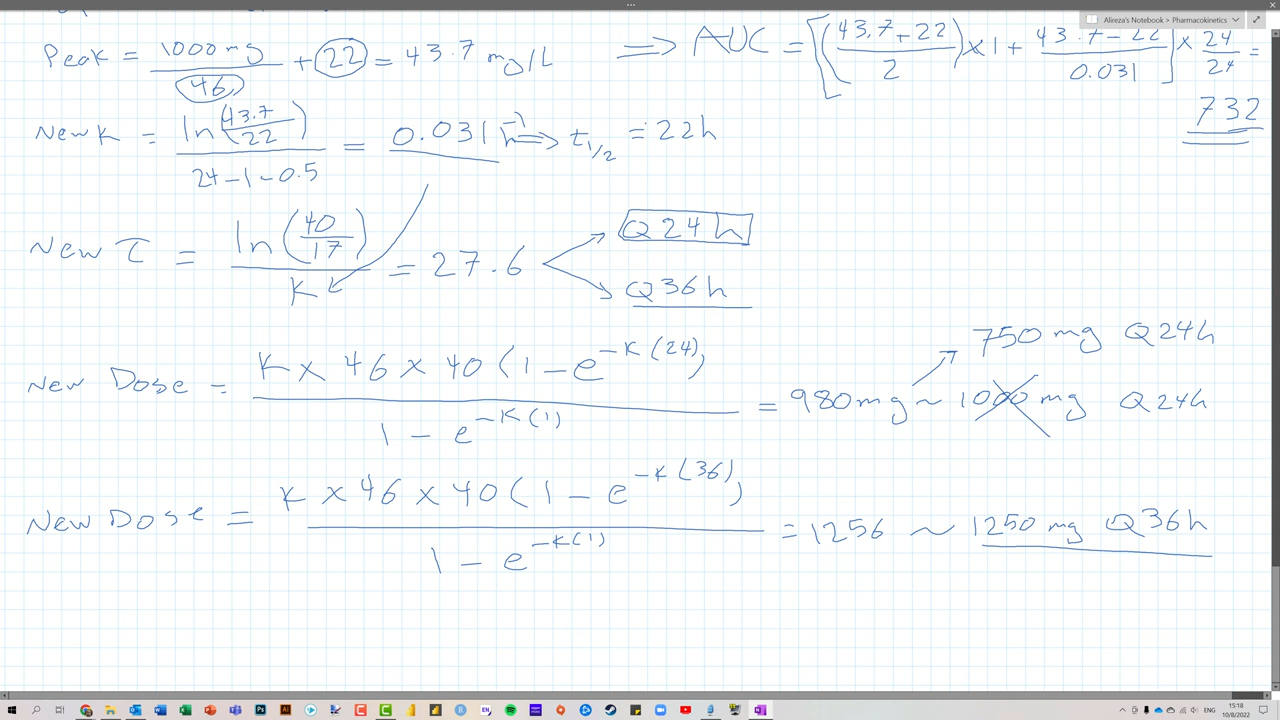 Alireza's Notebook > Pharmacokinetics
Peak = 1000 mg / 46 + 22 = 43.7 mg/L ⟹ AUC = [((43.7 + 22) / 2) × 1 + (43.7 − 22) / 0.031] × 24/24 =
732
New K = ln(43.7/22) / (24 − 1 − 0.5) = 0.031 h⁻¹ ⟹ t1/2 = 22h
New τ = ln(40/17) / K = 27.6
Q24h
Q36h
750 mg Q24h
New Dose = K × 46 × 40 (1 − e^−K(24)) / (1 − e^−K(1)) = 980mg ~ 1000 mg Q24h
New Dose = K × 46 × 40 (1 − e^−K(36)) / (1 − e^−K(1)) = 1256 ~ 1250 mg Q36h
ENG
15:18
10/8/2022